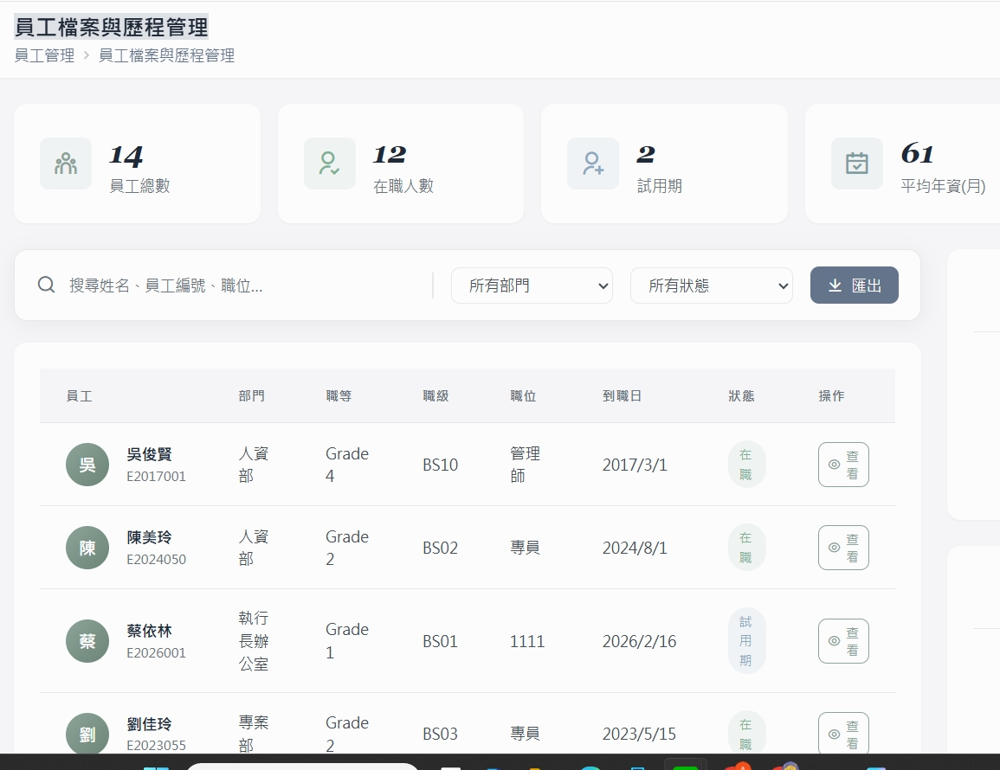 員工檔案與歷程管理
員工管理 > 員工檔案與歷程管理
14
員工總數
12
在職人數
2
試用期
61
平均年資(月)
搜尋姓名、員工編號、職位...
所有部門
所有狀態
匯出
員工 部門 職等 職級 職位 到職日 狀態 操作
吳
吳俊賢
E2017001
人資
部
Grade
4
BS10
管理
師
2017/3/1
在
職
查
看
陳
陳美玲
E2024050
人資
部
Grade
2
BS02
專員
2024/8/1
在
職
查
看
蔡
蔡依林
E2026001
執行
長辦
公室
Grade
1
BS01
1111
2026/2/16
試
用
期
查
看
劉
劉佳玲
E2023055
專案
部
Grade
2
BS03
專員
2023/5/15
在
職
查
看